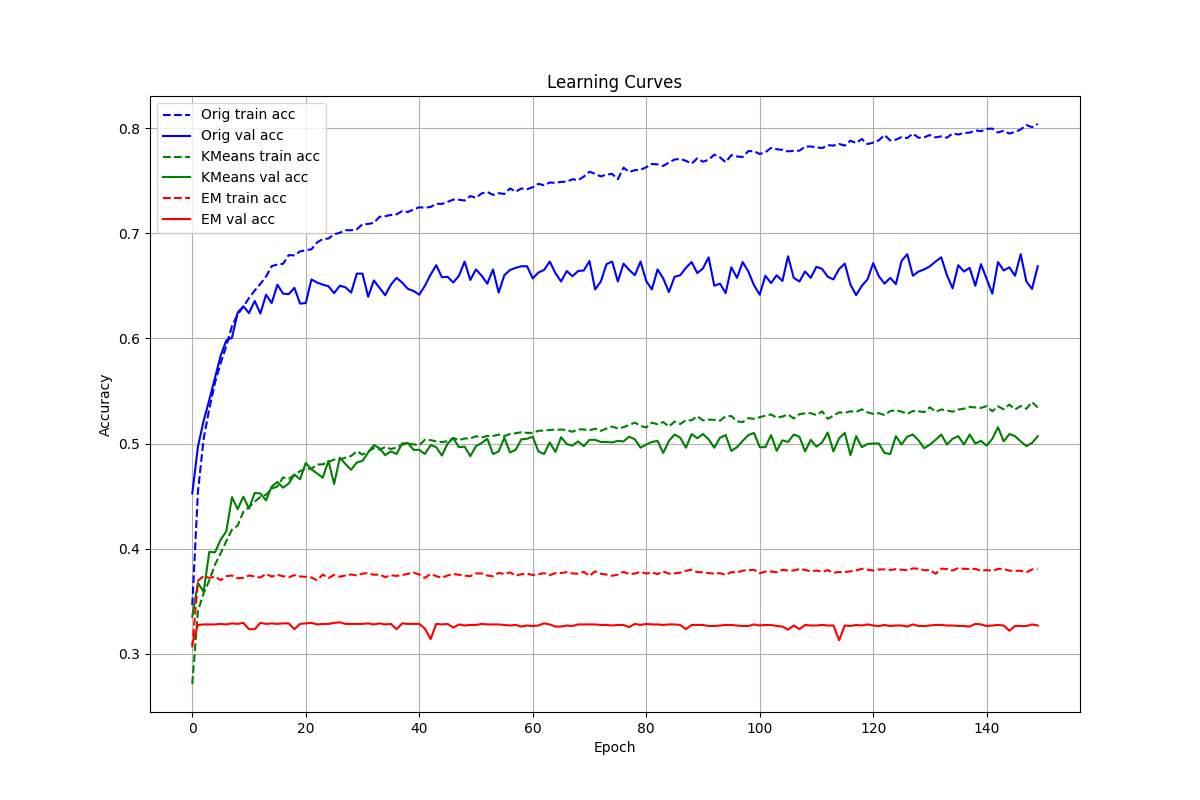 Learning Curves
Orig train acc
Orig val acc
KMeans train acc
KMeans val acc
EM train acc
EM val acc
Accuracy
0.8
0.7
0.6
0.5
0.4
0.3
0 20 40 60 80 100 120 140
Epoch